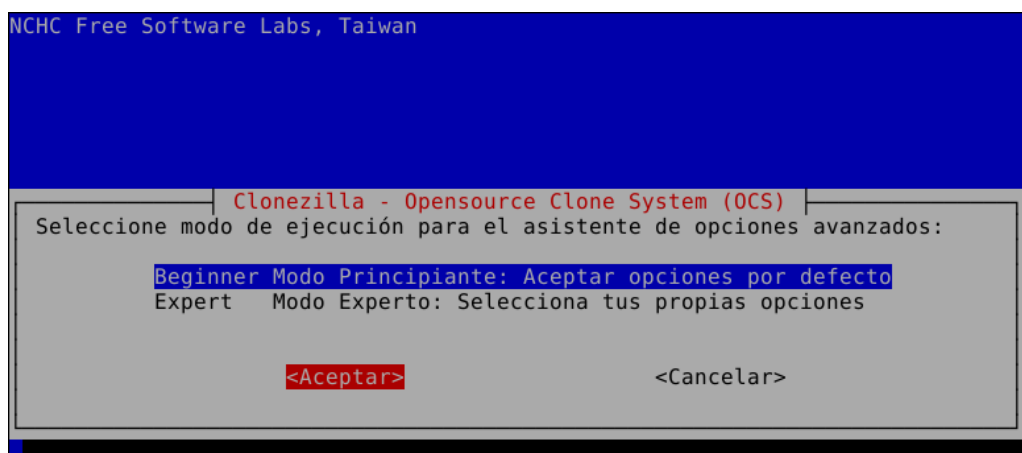 NCHC Free Software Labs, Taiwan
Clonezilla - Opensource Clone System (OCS)
Seleccione modo de ejecución para el asistente de opciones avanzados:
Beginner Modo Principiante: Aceptar opciones por defecto
Expert Modo Experto: Selecciona tus propias opciones
<Aceptar> <Cancelar>